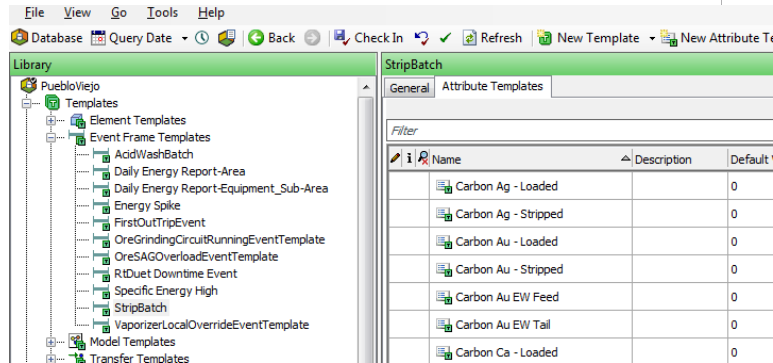 File View Go Tools Help
Database Query Date Back Check In Refresh New Template New Attribute Te
Library
StripBatch
PuebloViejo
Templates
Element Templates
Event Frame Templates
AcidWashBatch
Daily Energy Report-Area
Daily Energy Report-Equipment_Sub-Area
Energy Spike
FirstOutTripEvent
OreGrindingCircuitRunningEventTemplate
OreSAGOverloadEventTemplate
RtDuet Downtime Event
Specific Energy High
StripBatch
VaporizerLocalOverrideEventTemplate
Model Templates
Transfer Templates
General Attribute Templates
Filter
Name Description Default
Carbon Ag - Loaded 0
Carbon Ag - Stripped 0
Carbon Au - Loaded 0
Carbon Au - Stripped 0
Carbon Au EW Feed 0
Carbon Au EW Tail 0
Carbon Ca - Loaded 0